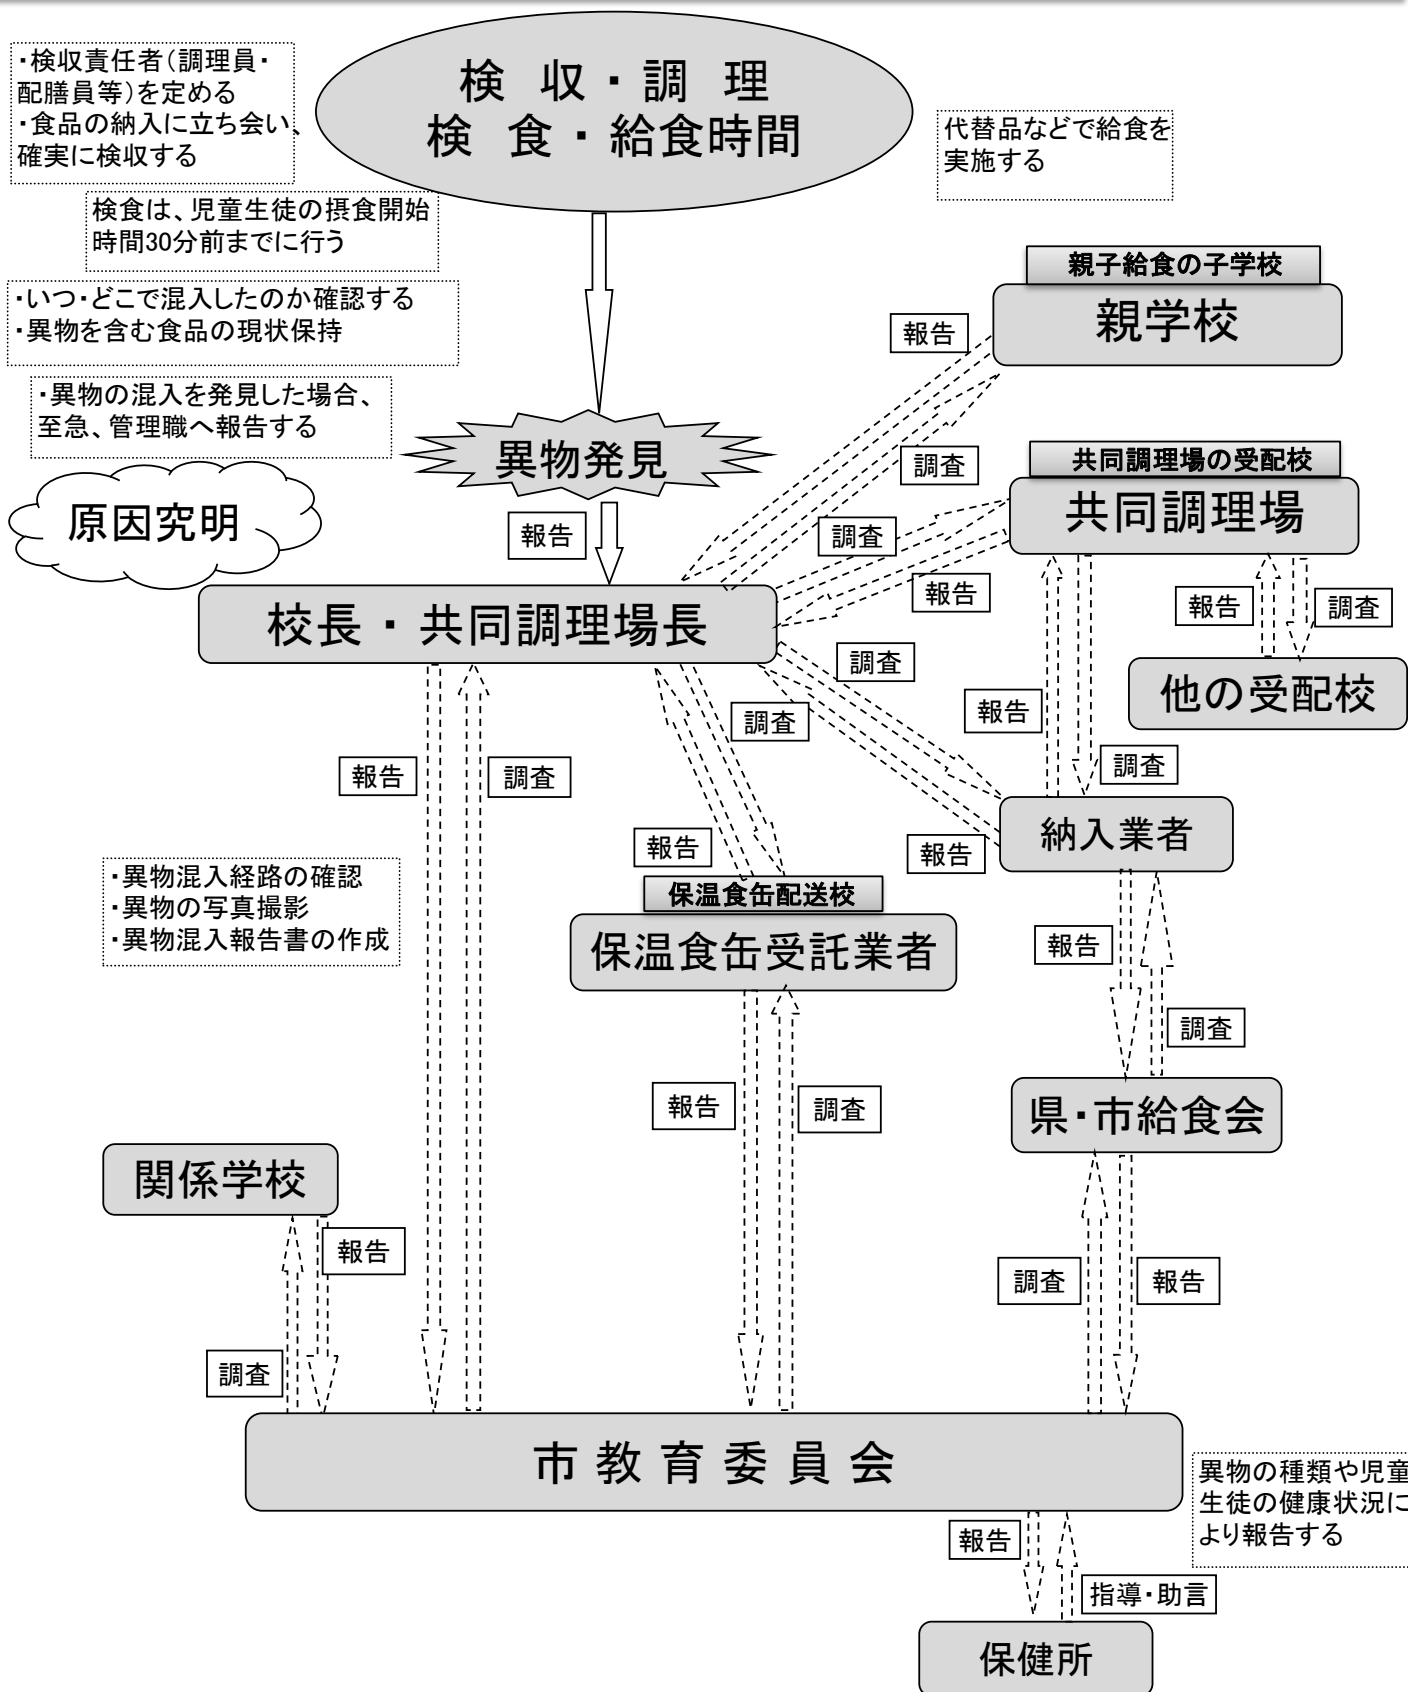 ・検収責任者(調理員・
配膳員等)を定める
・食品の納入に立ち会い、
確実に検収する
検　収・調　理
検　食・給食時間
代替品などで給食を
実施する
検食は、児童生徒の摂食開始
時間30分前までに行う
・いつ・どこで混入したのか確認する
・異物を含む食品の現状保持
・異物の混入を発見した場合、
至急、管理職へ報告する
原因究明
異物発見
報告
親子給食の子学校
親学校
報告
調査
共同調理場の受配校
共同調理場
調査
報告
報告
調査
他の受配校
校長・共同調理場長
調査
調査
報告
調査
報告
調査
報告
報告
納入業者
・異物混入経路の確認
・異物の写真撮影
・異物混入報告書の作成
保温食缶配送校
保温食缶受託業者
報告
調査
報告
調査
県・市給食会
関係学校
報告
調査
調査
報告
市教育委員会
異物の種類や児童
生徒の健康状況に
より報告する
報告
指導・助言
保健所